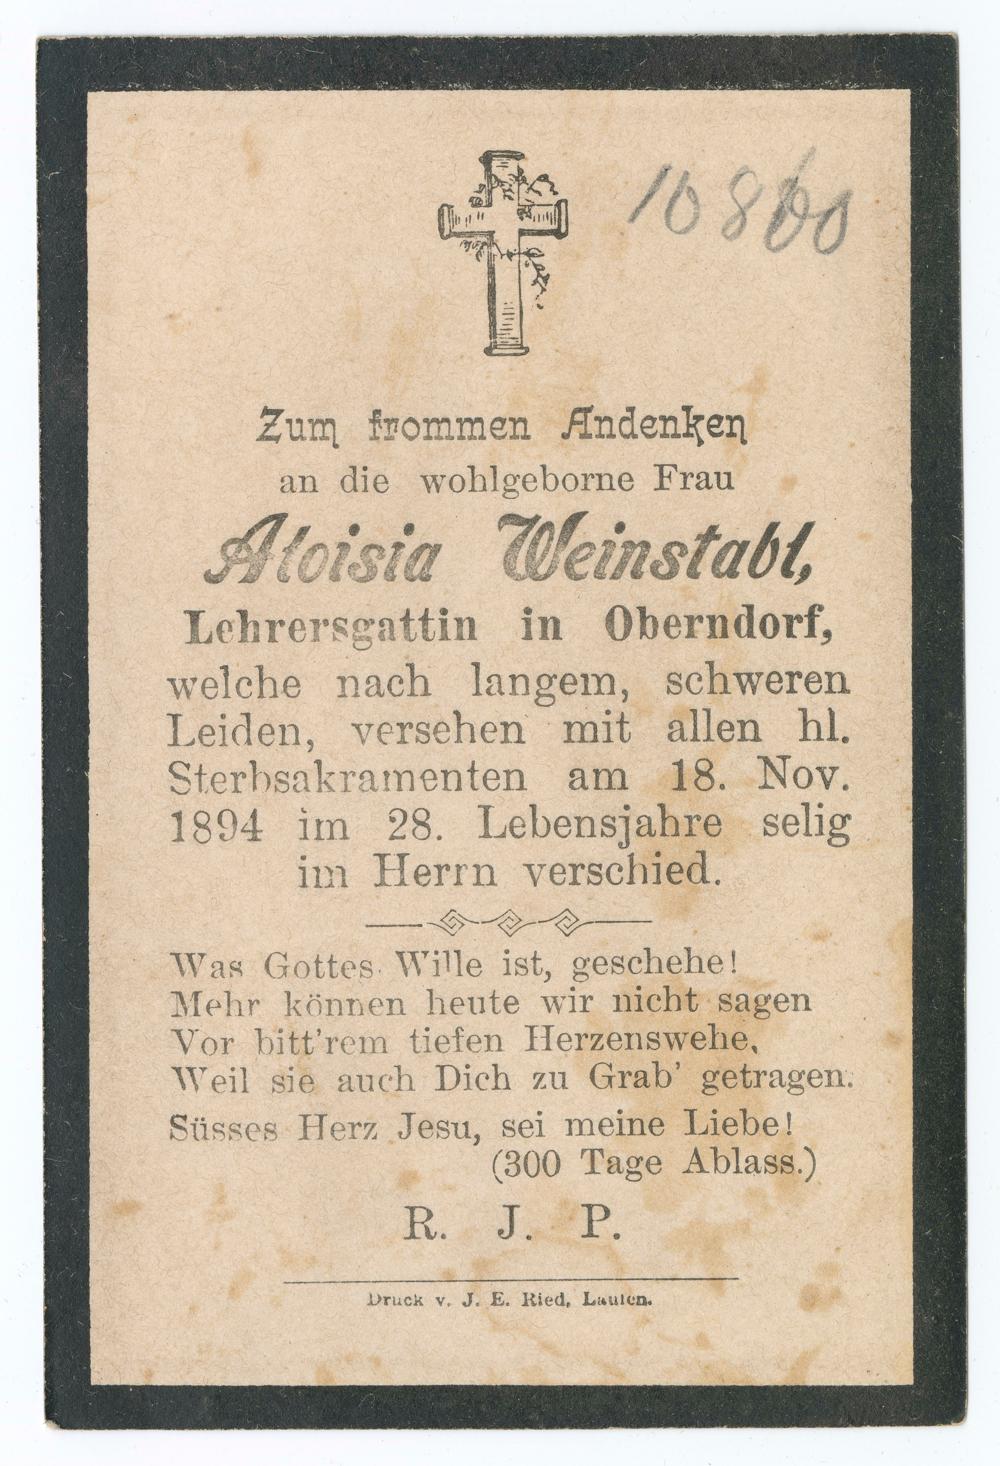 Zum frommen Andenken
an die wohlgeborne Frau
Aloisia Weinstabl,
Lehrersgattin in Oberndorf,
welche nach langem, schweren
Leiden, versehen mit allen hl.
Sterbsakramenten am 18. Nov.
1894 im 28. Lebensjahre selig
im Herrn verschied.
Was Gottes Wille ist, geschehe!
Mehr können heute wir nicht sagen
Vor bitt'rem tiefen Herzenswehe,
Weil sie auch Dich zu Grab' getragen.
Süsses Herz Jesu, sei meine Liebe!
(300 Tage Ablass.)
R. J. P.
Druck v. J. E. Ried, Laufen.